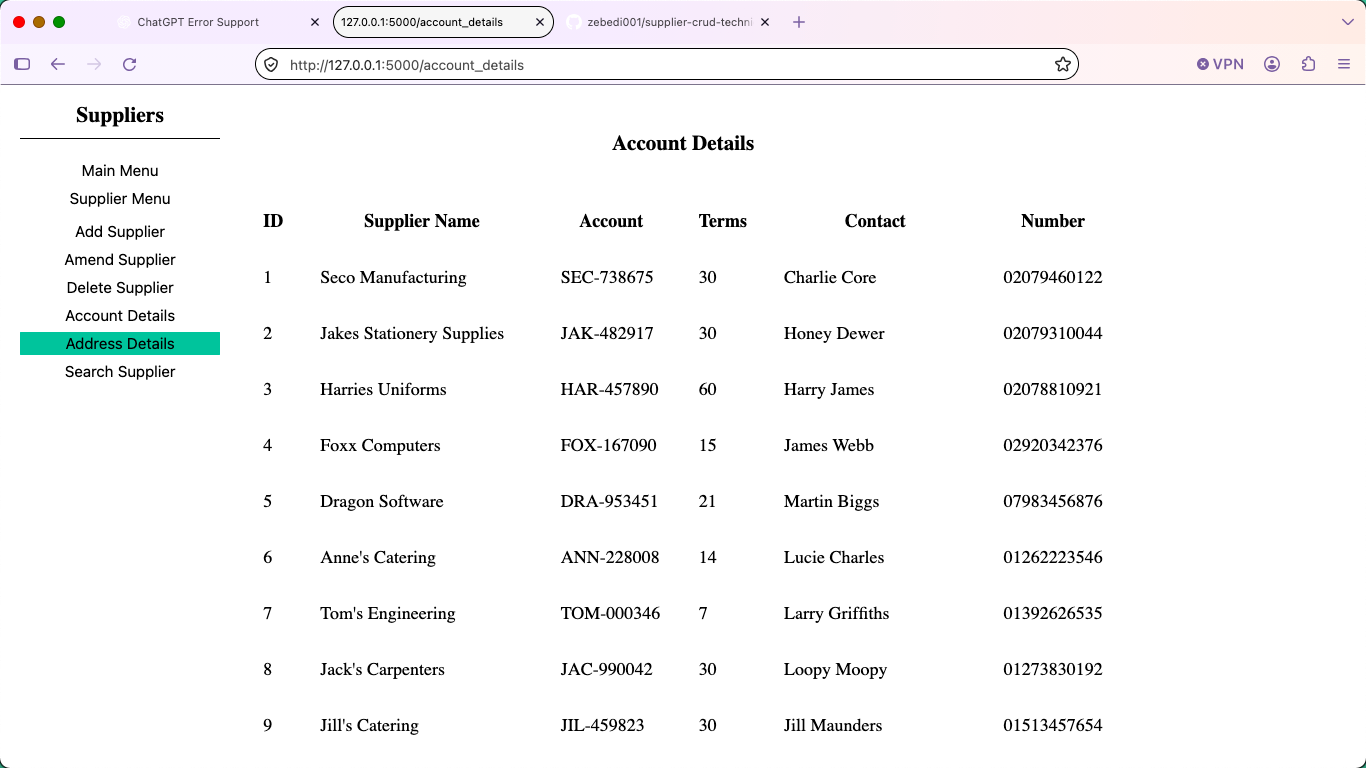 ChatGPT Error Support
127.0.0.1:5000/account_details
zebedi001/supplier-crud-techni
http://127.0.0.1:5000/account_details
VPN
Suppliers
Main Menu
Supplier Menu
Add Supplier
Amend Supplier
Delete Supplier
Account Details
Address Details
Search Supplier
Account Details
ID Supplier Name Account Terms Contact Number
1 Seco Manufacturing SEC-738675 30 Charlie Core 02079460122
2 Jakes Stationery Supplies JAK-482917 30 Honey Dewer 02079310044
3 Harries Uniforms HAR-457890 60 Harry James 02078810921
4 Foxx Computers FOX-167090 15 James Webb 02920342376
5 Dragon Software DRA-953451 21 Martin Biggs 07983456876
6 Anne's Catering ANN-228008 14 Lucie Charles 01262223546
7 Tom's Engineering TOM-000346 7 Larry Griffiths 01392626535
8 Jack's Carpenters JAC-990042 30 Loopy Moopy 01273830192
9 Jill's Catering JIL-459823 30 Jill Maunders 01513457654